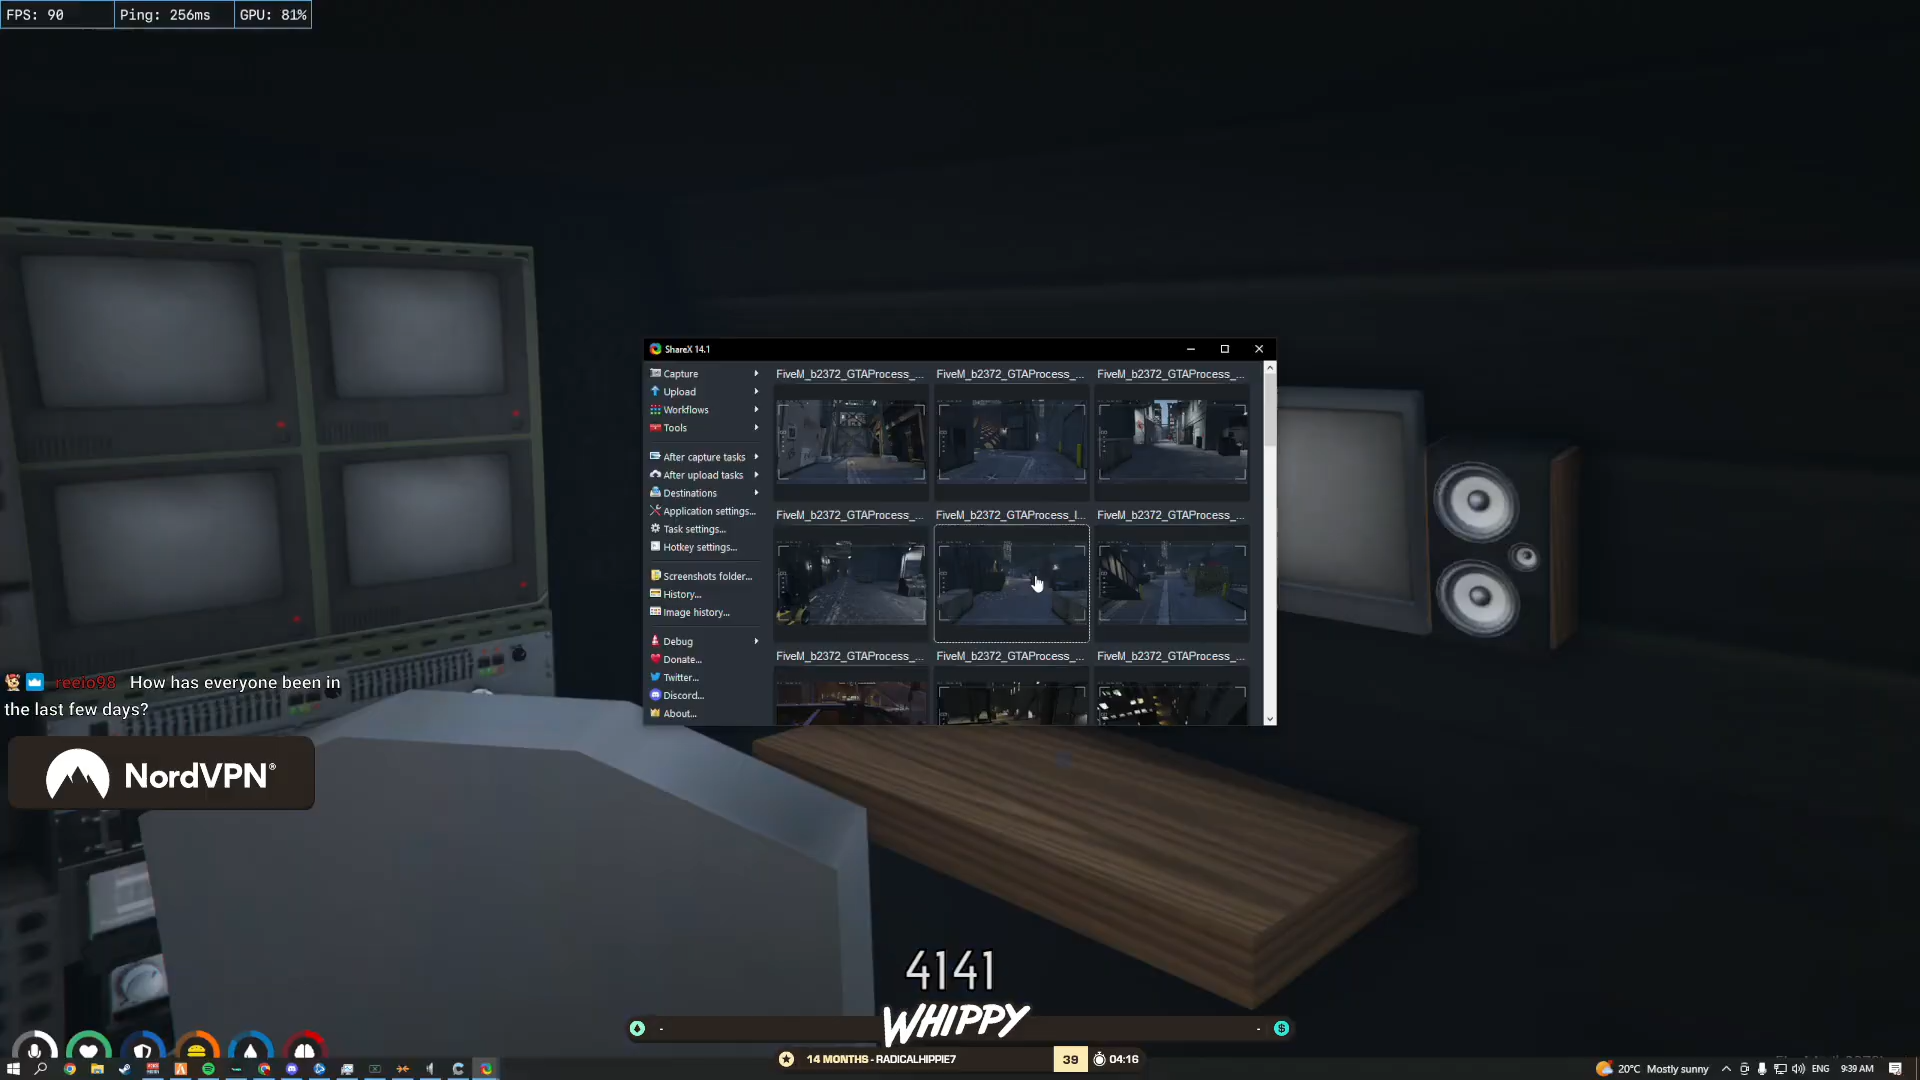 FPS: 90 Ping: 256ms GPU: 81%
ShareX 14.1
Capture
Upload
Workflows
Tools
After capture tasks
After upload tasks
Destinations
Application settings...
Task settings...
Hotkey settings...
Screenshots folder...
History...
Image history...
Debug
Donate...
Twitter...
Discord...
About...
FiveM_b2372_GTAProcess_... FiveM_b2372_GTAProcess_... FiveM_b2372_GTAProcess_...
FiveM_b2372_GTAProcess_... FiveM_b2372_GTAProcess_l... FiveM_b2372_GTAProcess_...
FiveM_b2372_GTAProcess_... FiveM_b2372_GTAProcess_... FiveM_b2372_GTAProcess_...
reeio98 How has everyone been in
the last few days?
NordVPN®
4141
- WHIPPY -
14 MONTHS - RADICALHIPPIE7 39 04:16
20°C Mostly sunny ENG 9:39 AM